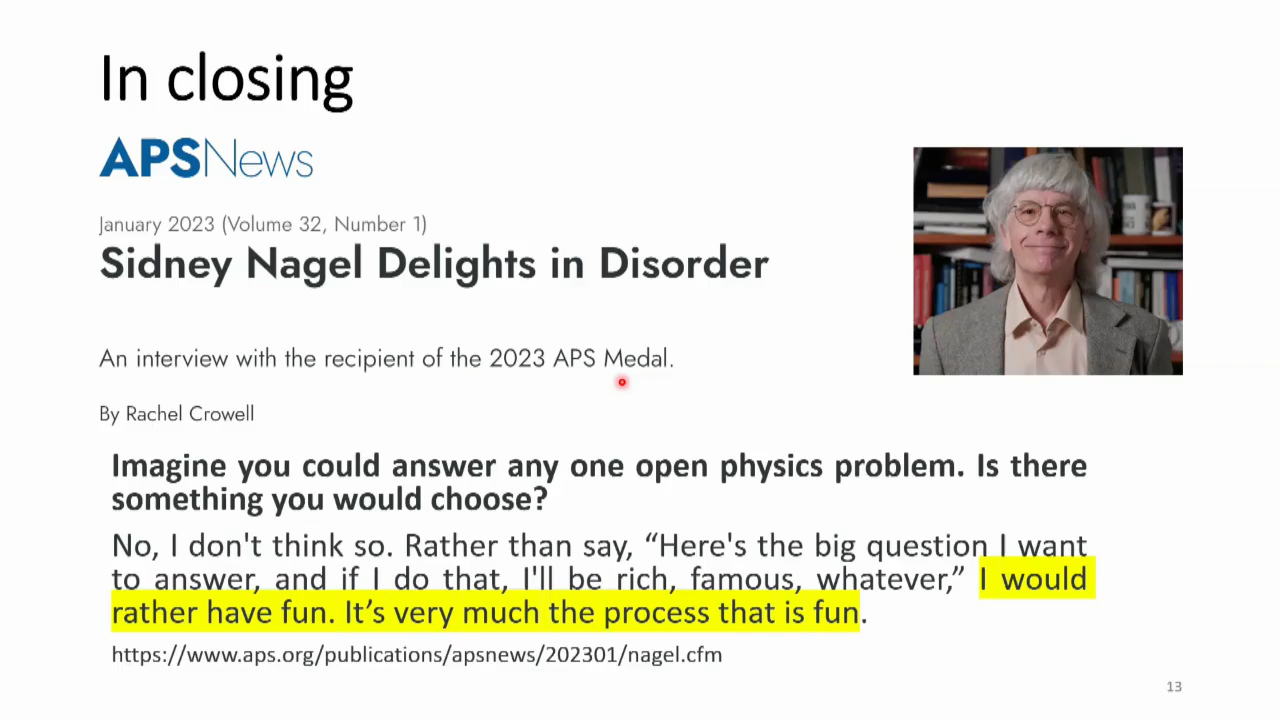 In closing
APSNews
January 2023 (Volume 32, Number 1)
Sidney Nagel Delights in Disorder
An interview with the recipient of the 2023 APS Medal.
By Rachel Crowell
Imagine you could answer any one open physics problem. Is there
something you would choose?
No, I don't think so. Rather than say, “Here's the big question I want
to answer, and if I do that, I'll be rich, famous, whatever,” I would
rather have fun. It’s very much the process that is fun.
https://www.aps.org/publications/apsnews/202301/nagel.cfm
13